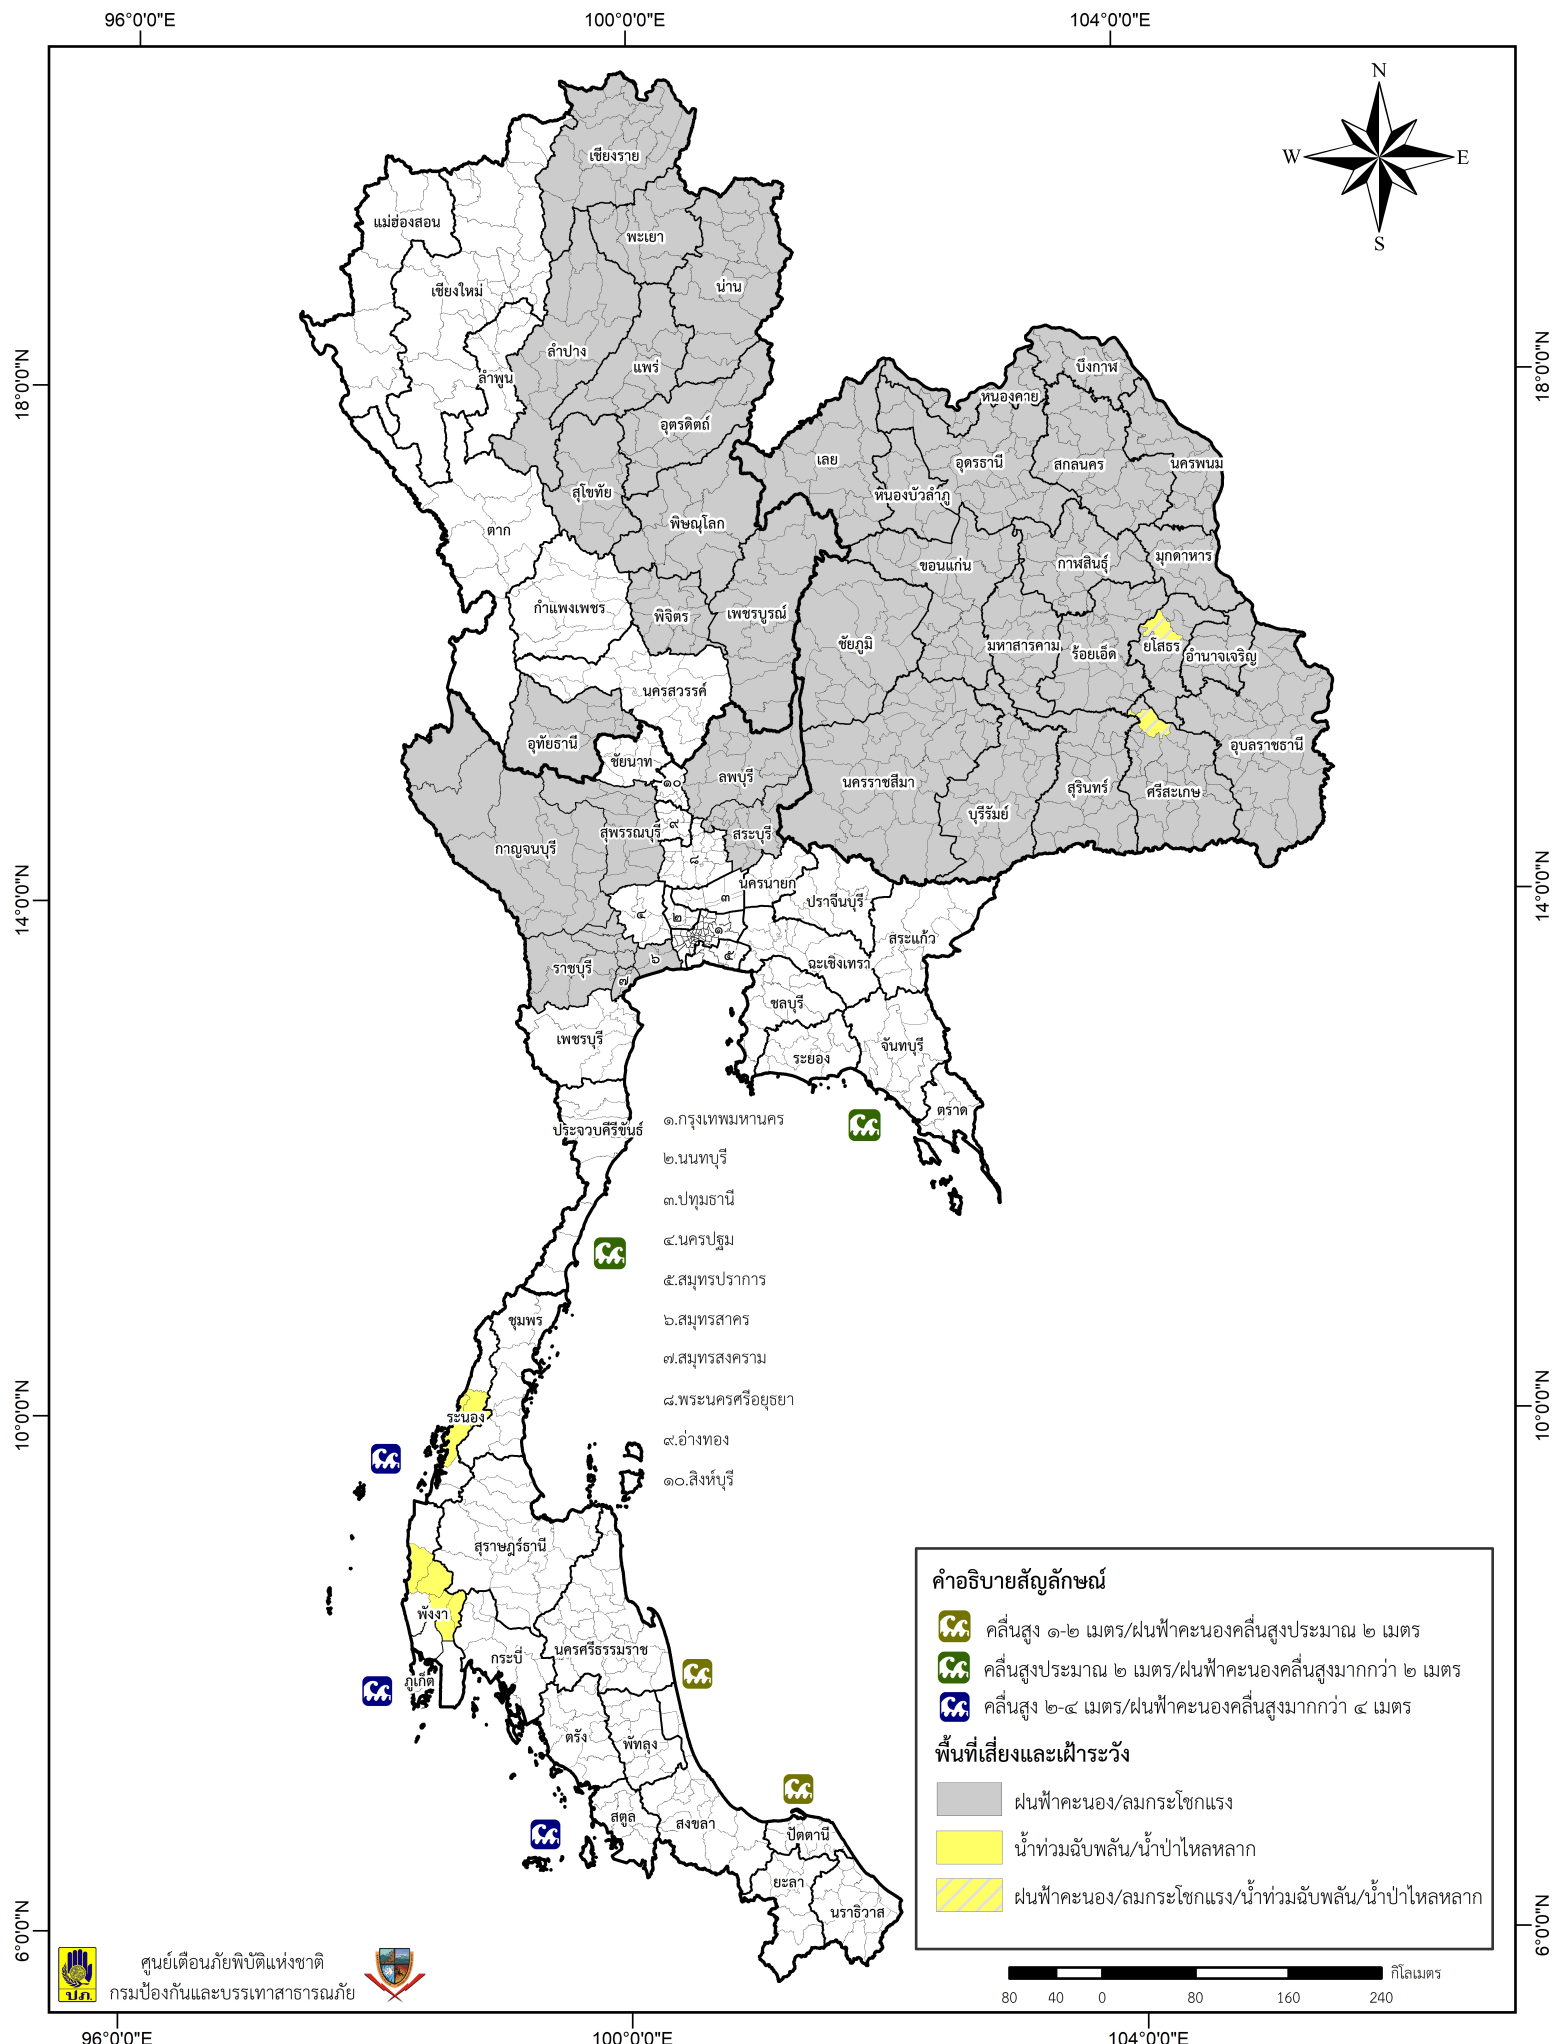 96°0'0"E
100°0'0"E
104°0'0"E
N
W
E
S
18°0'0"N
18°0'0"N
14°0'0"N
14°0'0"N
10°0'0"N
10°0'0"N
6°0'0"N
6°0'0"N
เชียงราย
แม่ฮ่องสอน
พะเยา
น่าน
เชียงใหม่
ลำปาง
แพร่
ลำพูน
บึงกาฬ
หนองคาย
อุตรดิตถ์
เลย
อุดรธานี
สกลนคร
นครพนม
สุโขทัย
หนองบัวลำภู
พิษณุโลก
ตาก
ขอนแก่น
กาฬสินธุ์
มุกดาหาร
กำแพงเพชร
พิจิตร
เพชรบูรณ์
ชัยภูมิ
มหาสารคาม
ร้อยเอ็ด
ยโสธร
อำนาจเจริญ
นครสวรรค์
อุทัยธานี
ชัยนาท
อุบลราชธานี
๑๐
ลพบุรี
นครราชสีมา
สุรินทร์
ศรีสะเกษ
บุรีรัมย์
สุพรรณบุรี
๙
สระบุรี
กาญจนบุรี
๘
นครนายก
๓
ปราจีนบุรี
๔
๒
๑
สระแก้ว
๖
๕
ฉะเชิงเทรา
ราชบุรี
๗
ชลบุรี
เพชรบุรี
ระยอง
จันทบุรี
ตราด
ประจวบคีรีขันธ์
๑.กรุงเทพมหานคร
๒.นนทบุรี
๓.ปทุมธานี
๔.นครปฐม
๕.สมุทรปราการ
๖.สมุทรสาคร
๗.สมุทรสงคราม
๘.พระนครศรีอยุธยา
๙.อ่างทอง
๑๐.สิงห์บุรี
ชุมพร
ระนอง
สุราษฎร์ธานี
พังงา
นครศรีธรรมราช
กระบี่
ภูเก็ต
ตรัง
พัทลุง
สตูล
สงขลา
ปัตตานี
ยะลา
นราธิวาส
คำอธิบายสัญลักษณ์
คลื่นสูง ๑-๒ เมตร/ฝนฟ้าคะนองคลื่นสูงประมาณ ๒ เมตร
คลื่นสูงประมาณ ๒ เมตร/ฝนฟ้าคะนองคลื่นสูงมากกว่า ๒ เมตร
คลื่นสูง ๒-๔ เมตร/ฝนฟ้าคะนองคลื่นสูงมากกว่า ๔ เมตร
พื้นที่เสี่ยงและเฝ้าระวัง
ฝนฟ้าคะนอง/ลมกระโชกแรง
น้ำท่วมฉับพลัน/น้ำป่าไหลหลาก
ฝนฟ้าคะนอง/ลมกระโชกแรง/น้ำท่วมฉับพลัน/น้ำป่าไหลหลาก
ศูนย์เตือนภัยพิบัติแห่งชาติ
กรมป้องกันและบรรเทาสาธารณภัย
ปภ.
กิโลเมตร
80 40 0 80 160 240
96°0'0"E
100°0'0"E
104°0'0"E